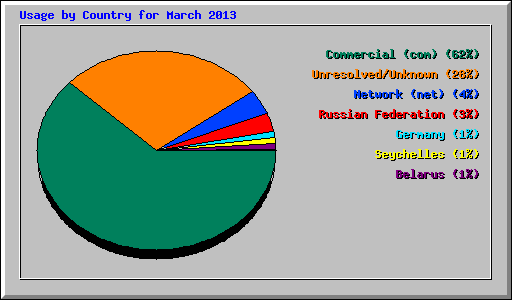 Usage by Country for March 2013
Commercial (com) (62%)
Unresolved/Unknown (28%)
Network (net) (4%)
Russian Federation (3%)
Germany (1%)
Seychelles (1%)
Belarus (1%)